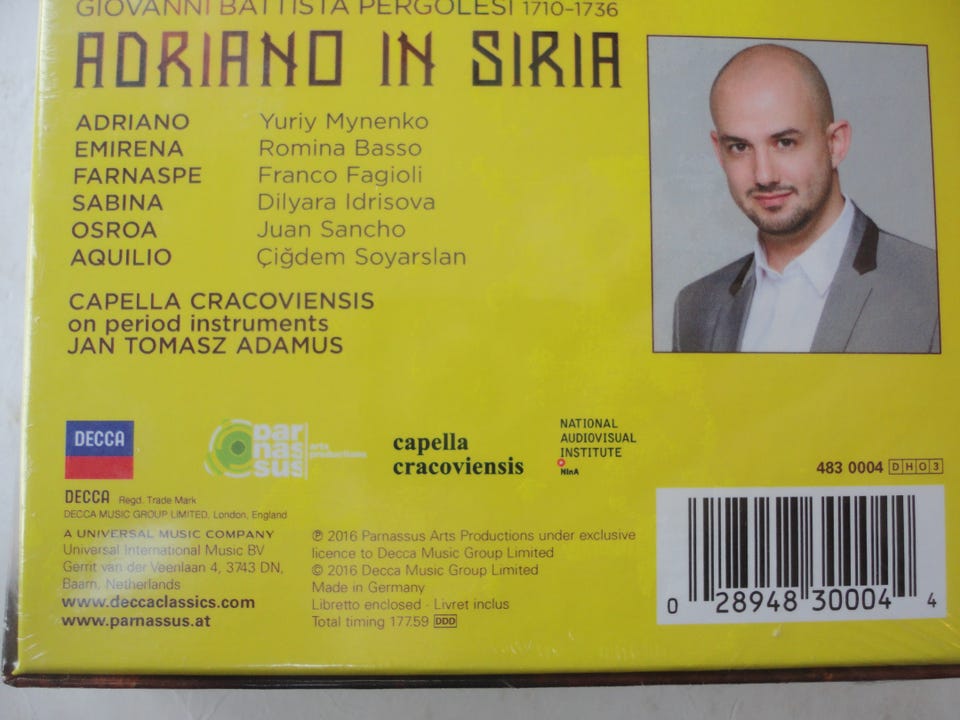 GIOVANNI BATTISTA PERGOLESI 1710–1736
ADRIANO IN SIRIA
ADRIANO Yuriy Mynenko
EMIRENA Romina Basso
FARNASPE Franco Fagioli
SABINA Dilyara Idrisova
OSROA Juan Sancho
AQUILIO Çiğdem Soyarslan
CAPELLA CRACOVIENSIS
on period instruments
JAN TOMASZ ADAMUS
DECCA
par
nas
sus
arts
productions
capella
cracoviensis
NATIONAL
AUDIOVISUAL
INSTITUTE
NInA
483 0004 DH03
DECCA Regd. Trade Mark
DECCA MUSIC GROUP LIMITED, London, England
A UNIVERSAL MUSIC COMPANY
Universal International Music BV
Gerrit van der Veenlaan 4, 3743 DN,
Baarn, Netherlands
www.deccaclassics.com
www.parnassus.at
℗ 2016 Parnassus Arts Productions under exclusive
licence to Decca Music Group Limited
© 2016 Decca Music Group Limited
Made in Germany
Libretto enclosed · Livret inclus
Total timing 177.59 DDD
0 28948 30004 4